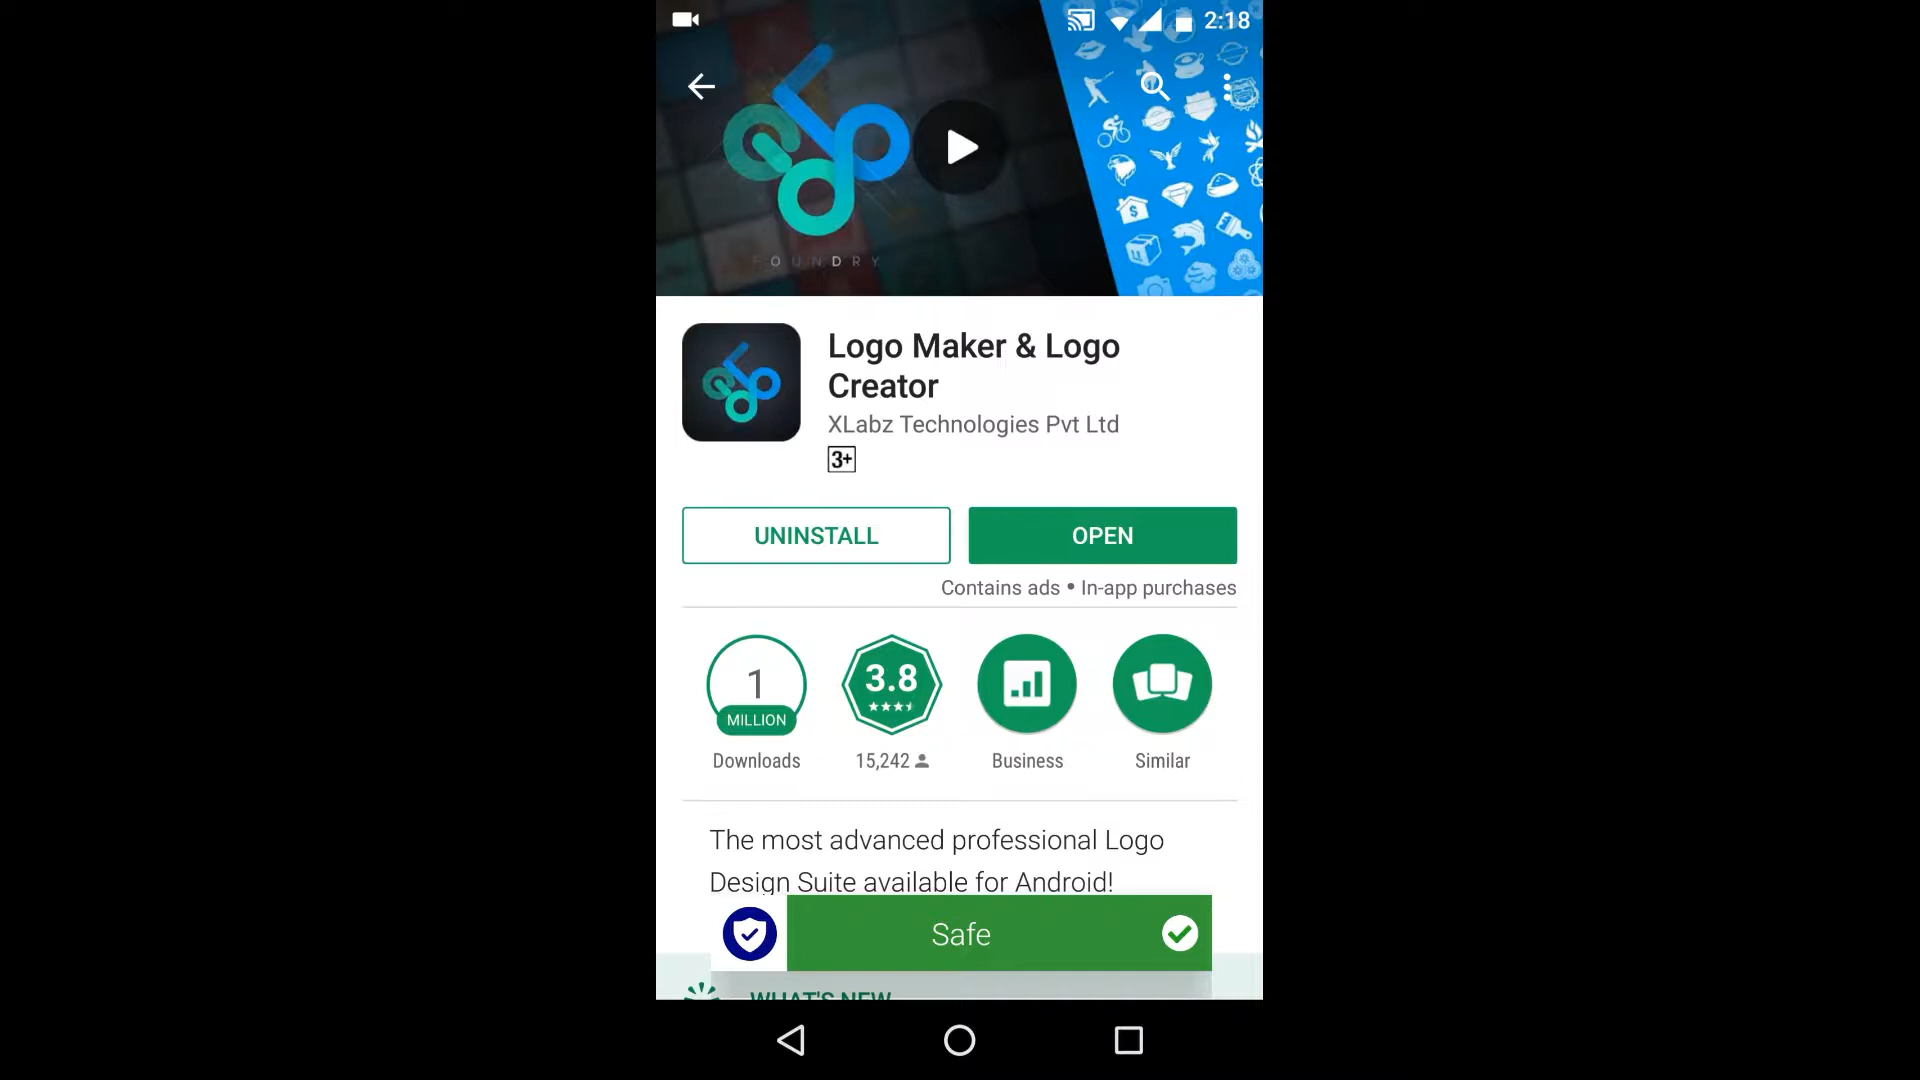 2:18
FOUNDRY
Logo Maker & Logo
Creator
XLabz Technologies Pvt Ltd
3+
UNINSTALL
OPEN
Contains ads • In-app purchases
1
MILLION
Downloads
3.8
15,242
Business
Similar
The most advanced professional Logo
Design Suite available for Android!
Safe
WHAT'S NEW